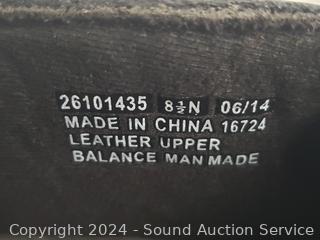 26101435 8½N 06/14
MADE IN CHINA 16724
LEATHER UPPER
BALANCE MAN MADE
Copyright 2024 - Sound Auction Service